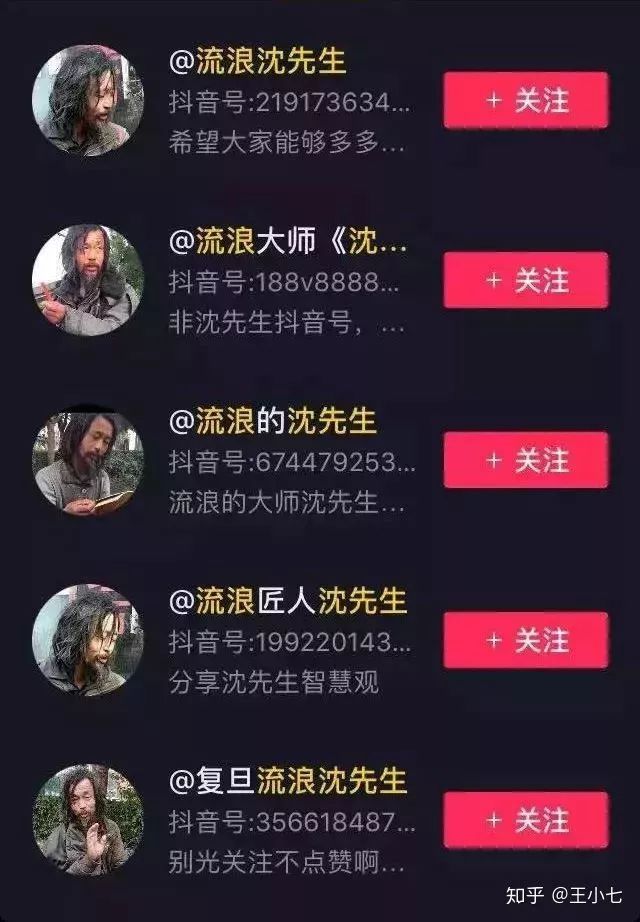 @流浪沈先生
抖音号:219173634...
+ 关注
希望大家能够多多...
@流浪大师《沈...
抖音号:188v8888...
+ 关注
非沈先生抖音号，...
@流浪的沈先生
抖音号:674479253...
+ 关注
流浪的大师沈先生...
@流浪匠人沈先生
抖音号:199220143...
+ 关注
分享沈先生智慧观
@复旦流浪沈先生
抖音号:356618487...
+ 关注
别光关注不点赞啊...
知乎 @王小七